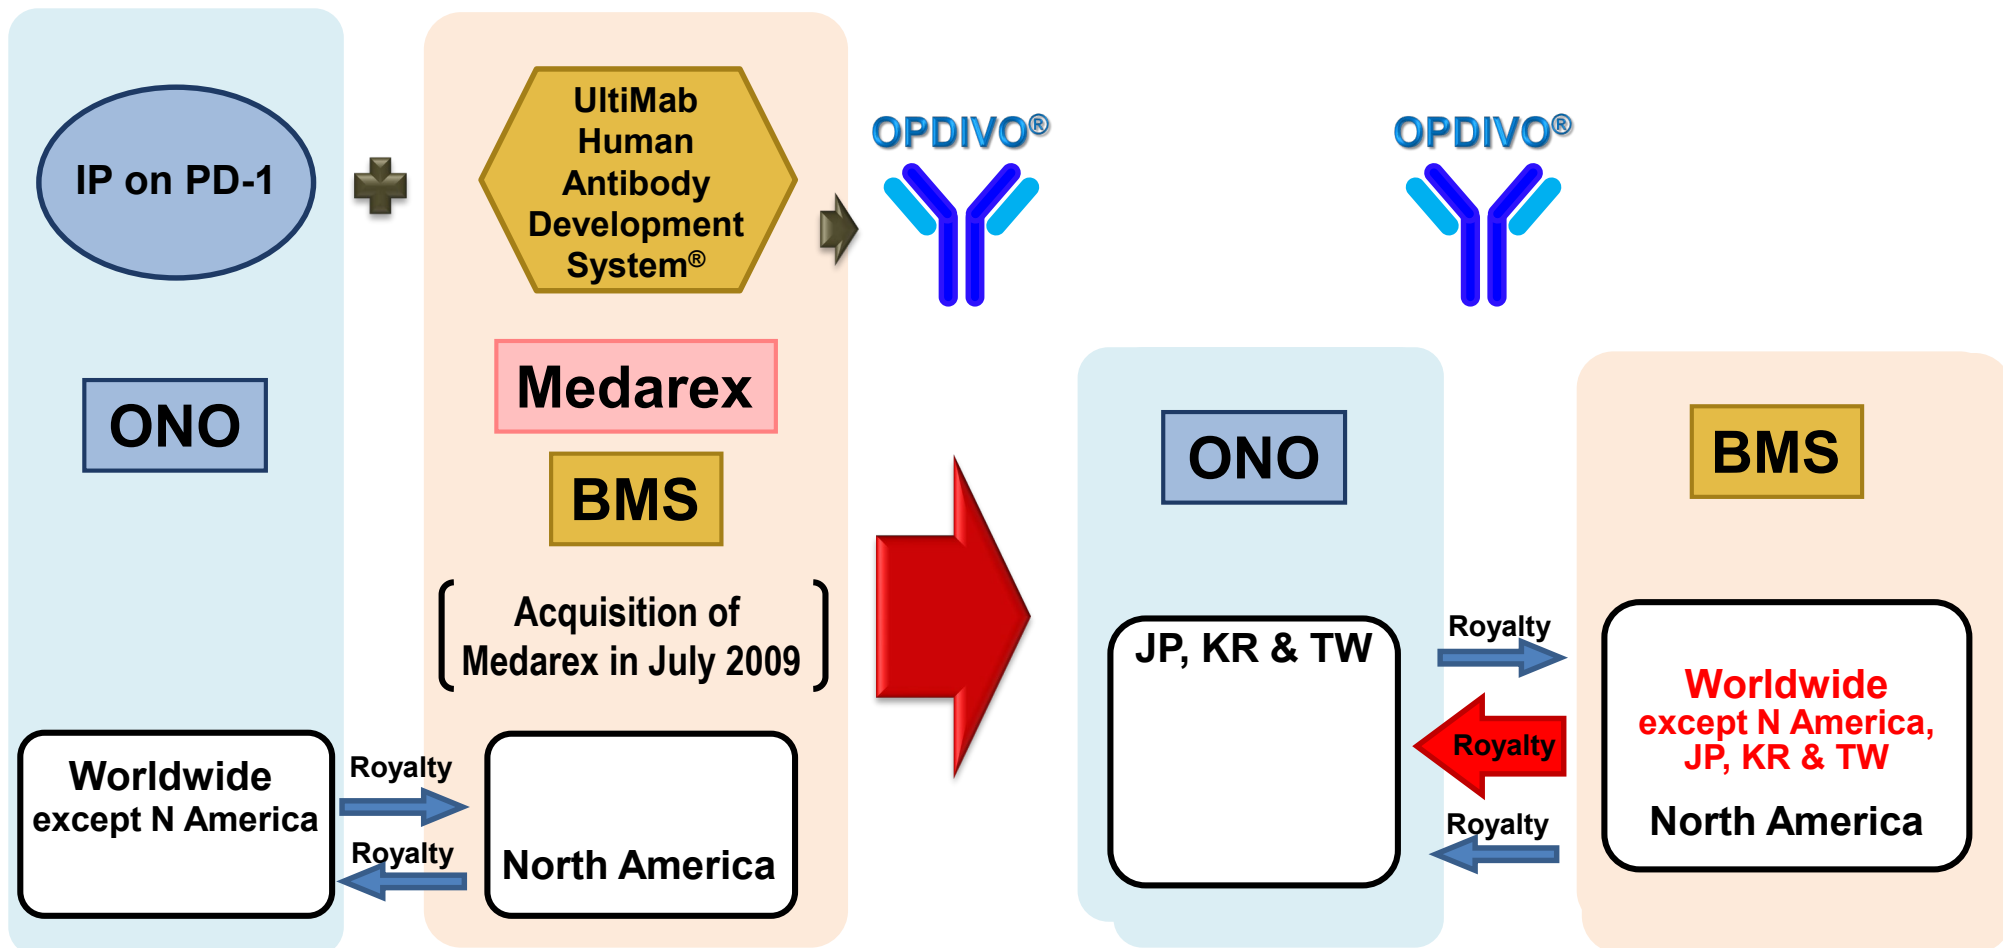 IP on PD-1
ONO
Worldwide
except N America
Royalty
Royalty
UltiMab
Human
Antibody
Development
System®
Medarex
BMS
Acquisition of
Medarex in July 2009
North America
OPDIVO®
OPDIVO®
ONO
JP, KR & TW
Royalty
Royalty
Royalty
BMS
Worldwide
except N America,
JP, KR & TW
North America